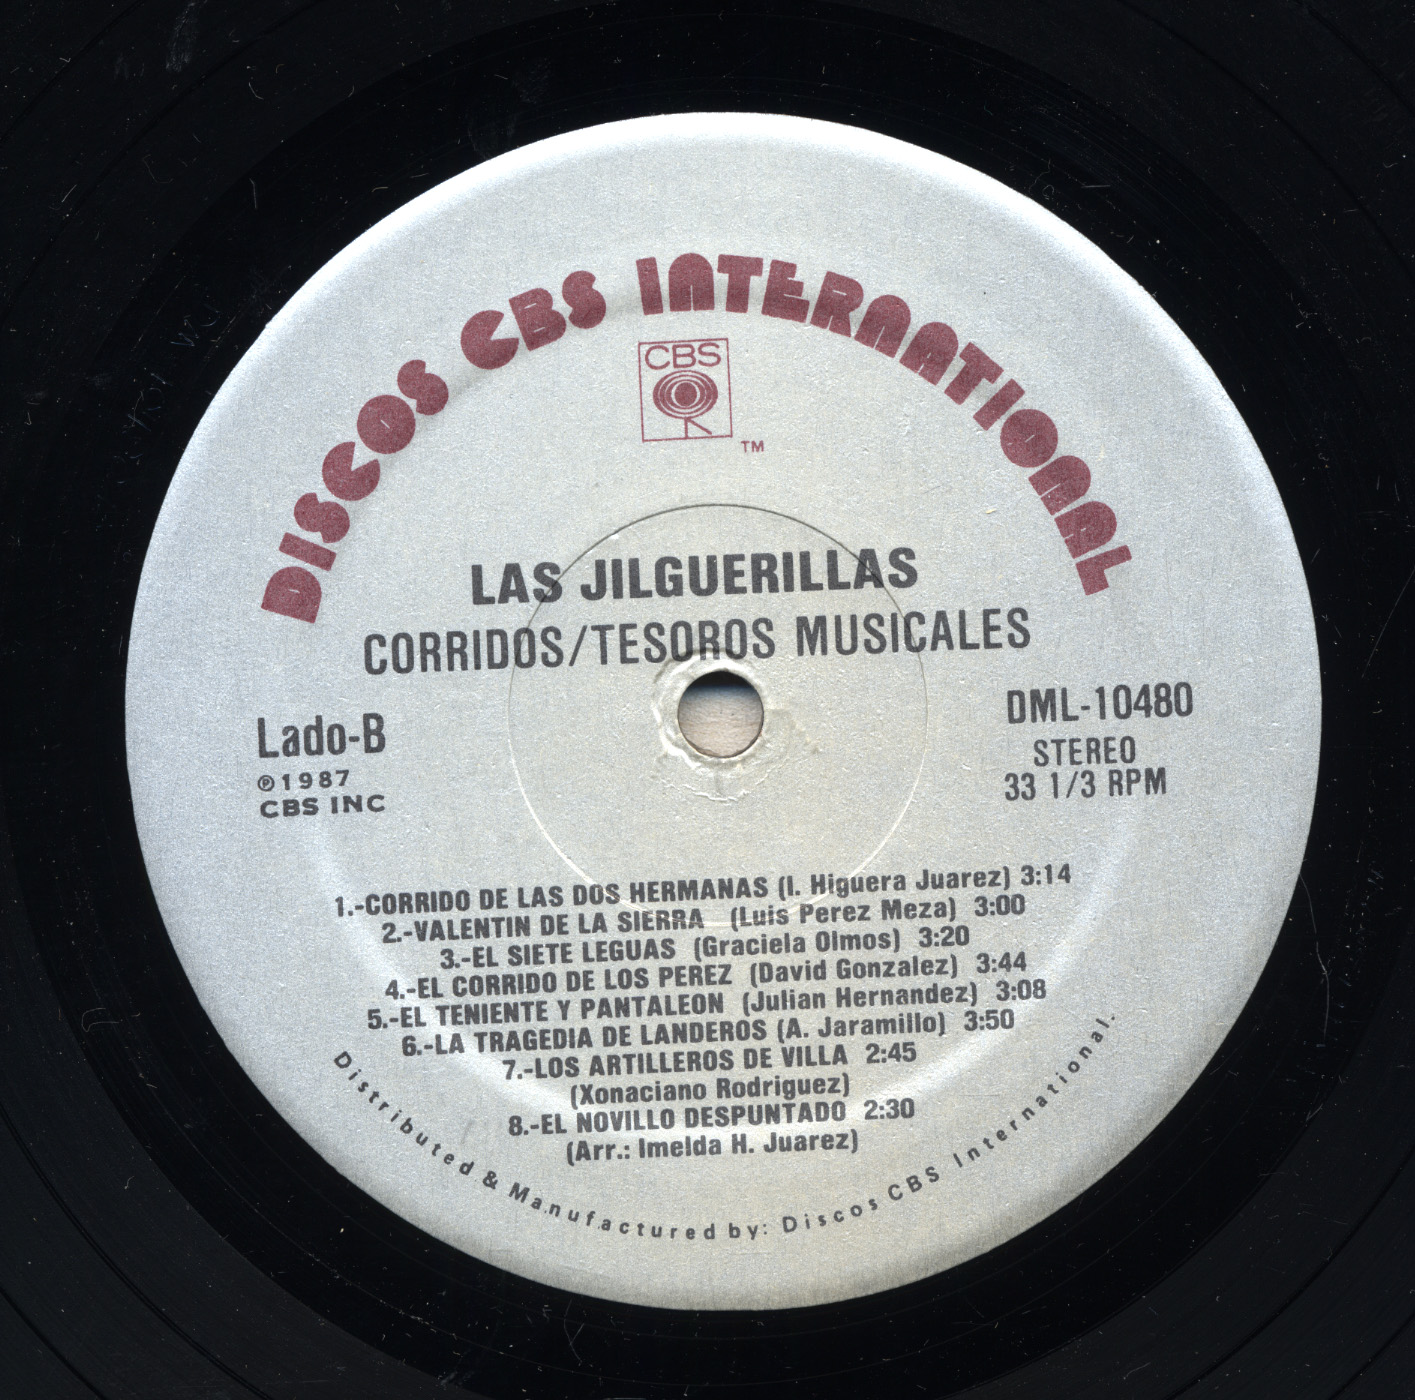 DISCOS CBS INTERNATIONAL
CBS
TM
LAS JILGUERILLAS
CORRIDOS/TESOROS MUSICALES
Lado-B
℗1987
CBS INC
DML-10480
STEREO
33 1/3 RPM
1.-CORRIDO DE LAS DOS HERMANAS (I. Higuera Juarez) 3:14
2.-VALENTIN DE LA SIERRA (Luis Perez Meza) 3:00
3.-EL SIETE LEGUAS (Graciela Olmos) 3:20
4.-EL CORRIDO DE LOS PEREZ (David Gonzalez) 3:44
5.-EL TENIENTE Y PANTALEON (Julian Hernandez) 3:08
6.-LA TRAGEDIA DE LANDEROS (A. Jaramillo) 3:50
7.-LOS ARTILLEROS DE VILLA 2:45
(Xonaciano Rodriguez)
8.-EL NOVILLO DESPUNTADO 2:30
(Arr.: Imelda H. Juarez)
Distributed & Manufactured by: Discos CBS International.